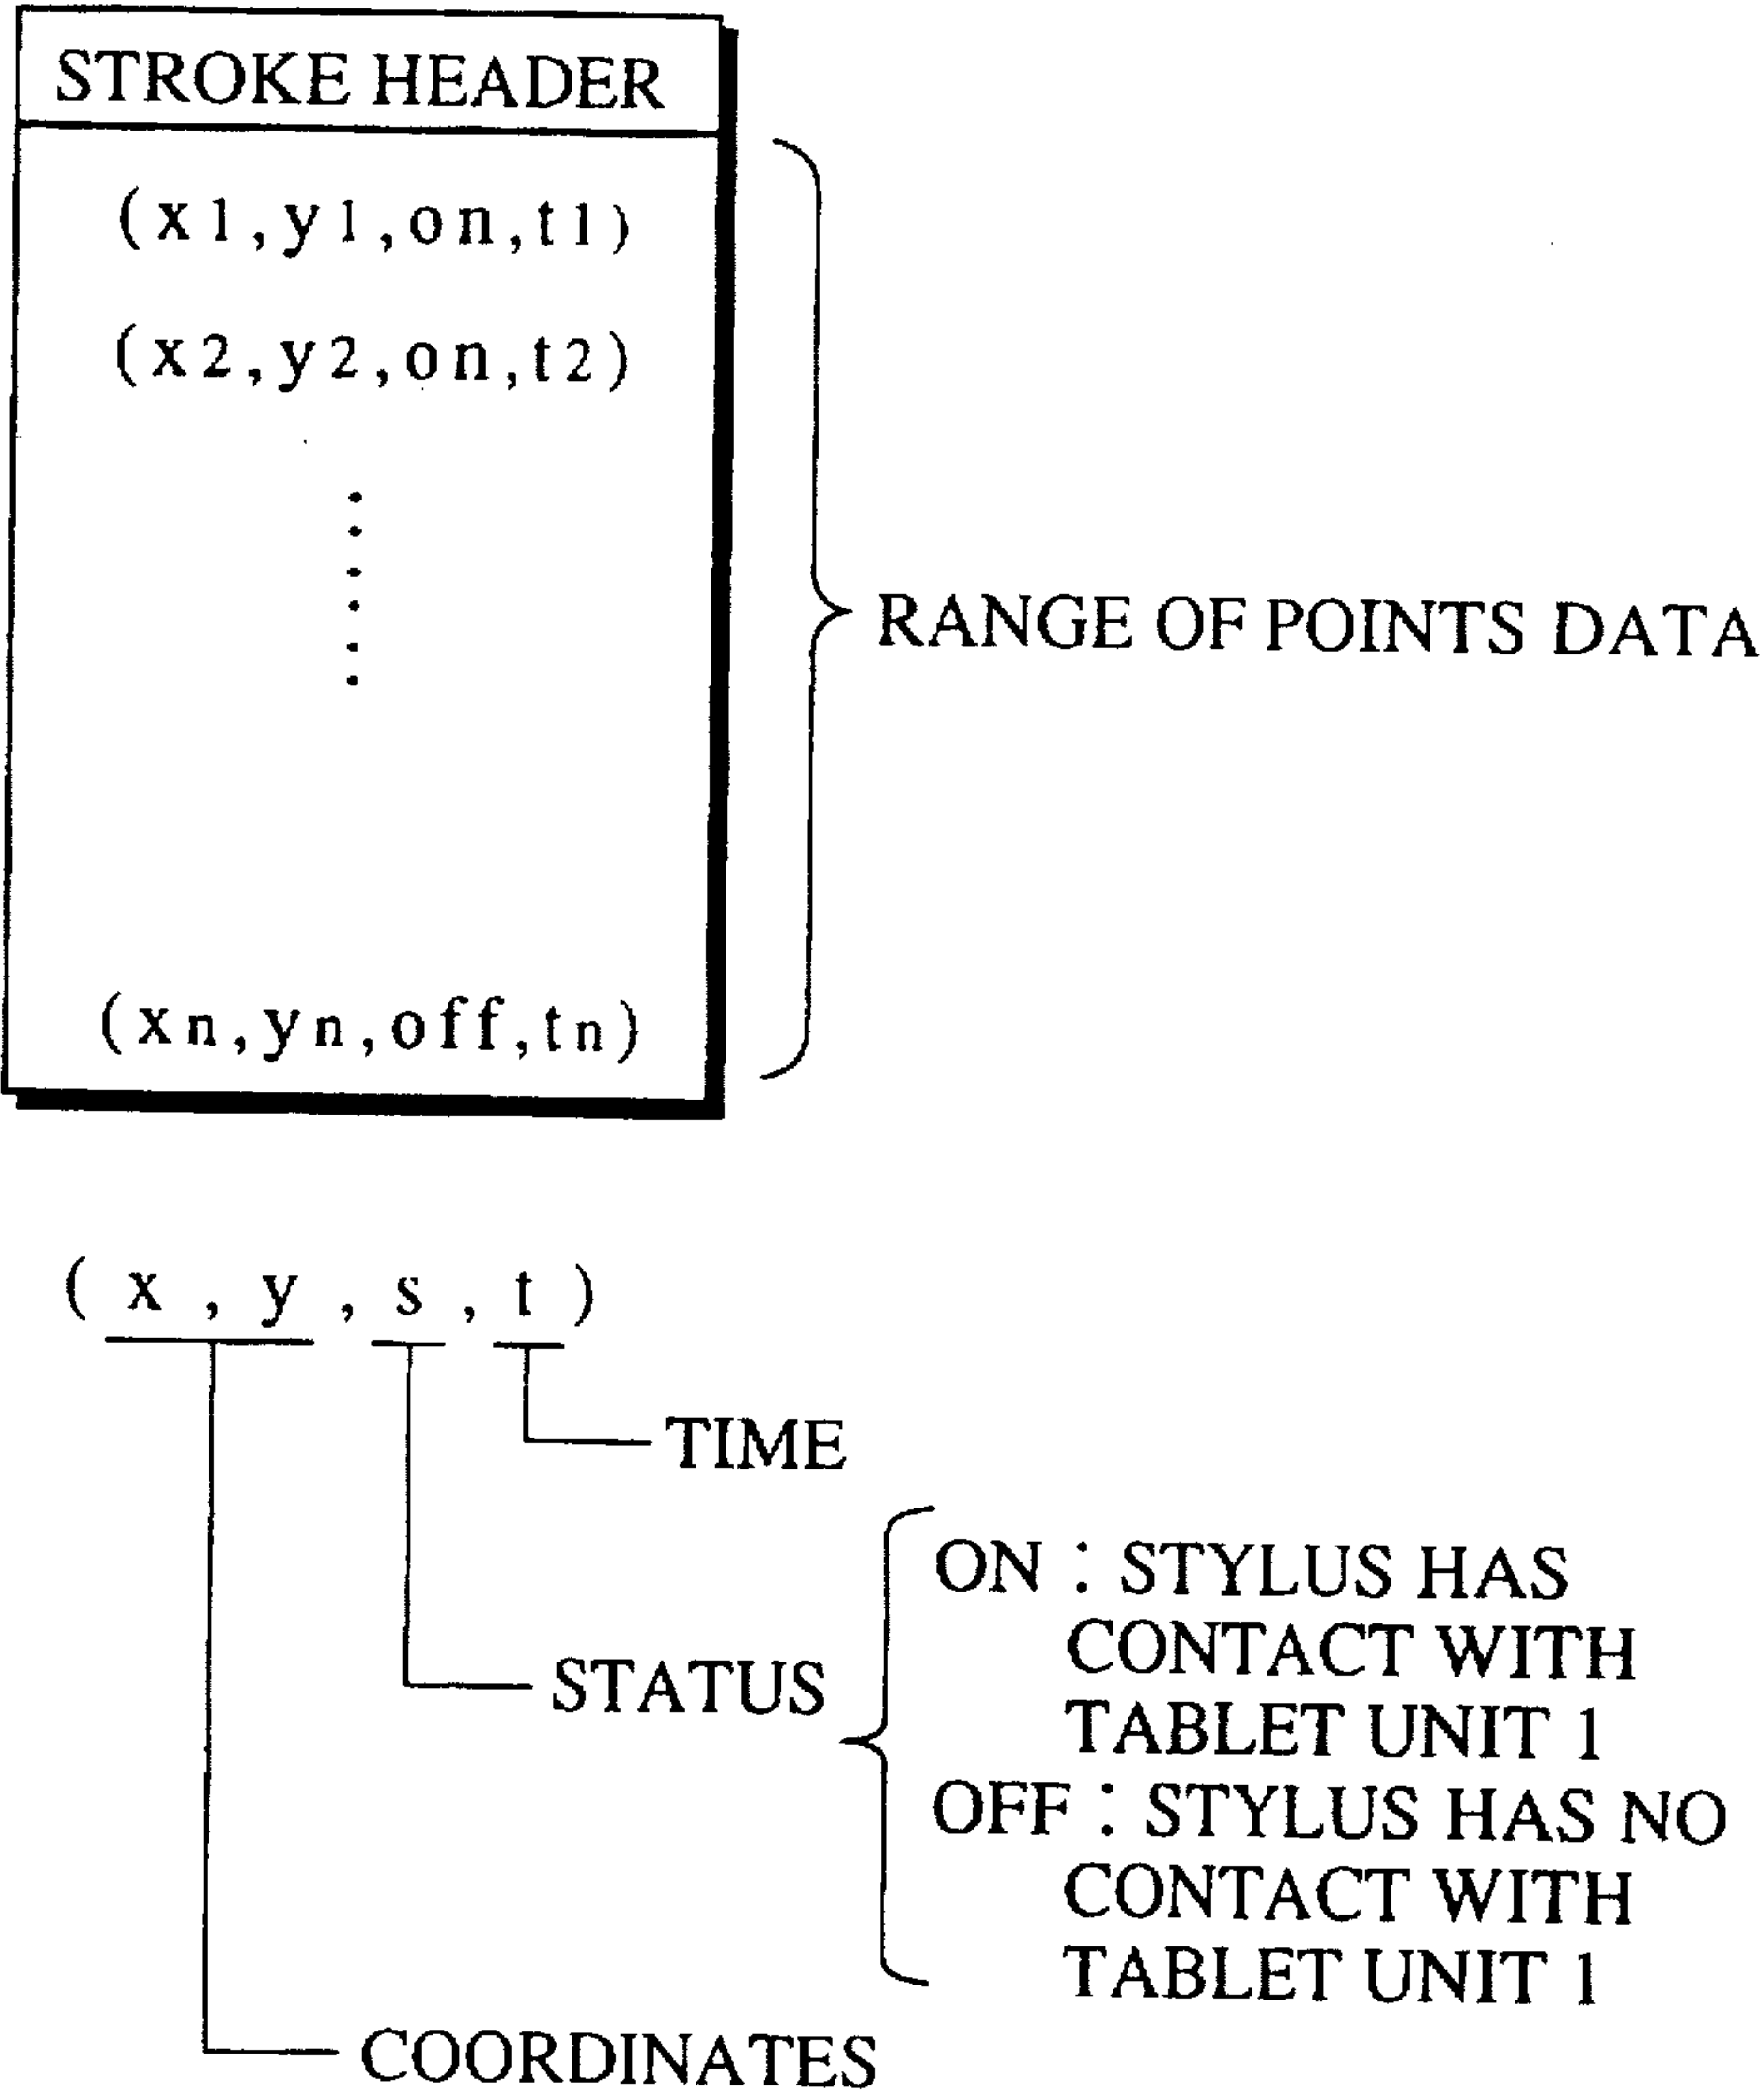 STROKE HEADER
(x1,y1,on,t1)
(x2,y2,on,t2)
(xn,yn,off,tn)
RANGE OF POINTS DATA
( x , y , s , t )
TIME
STATUS
ON : STYLUS HAS
CONTACT WITH
TABLET UNIT 1
OFF : STYLUS HAS NO
CONTACT WITH
TABLET UNIT 1
COORDINATES